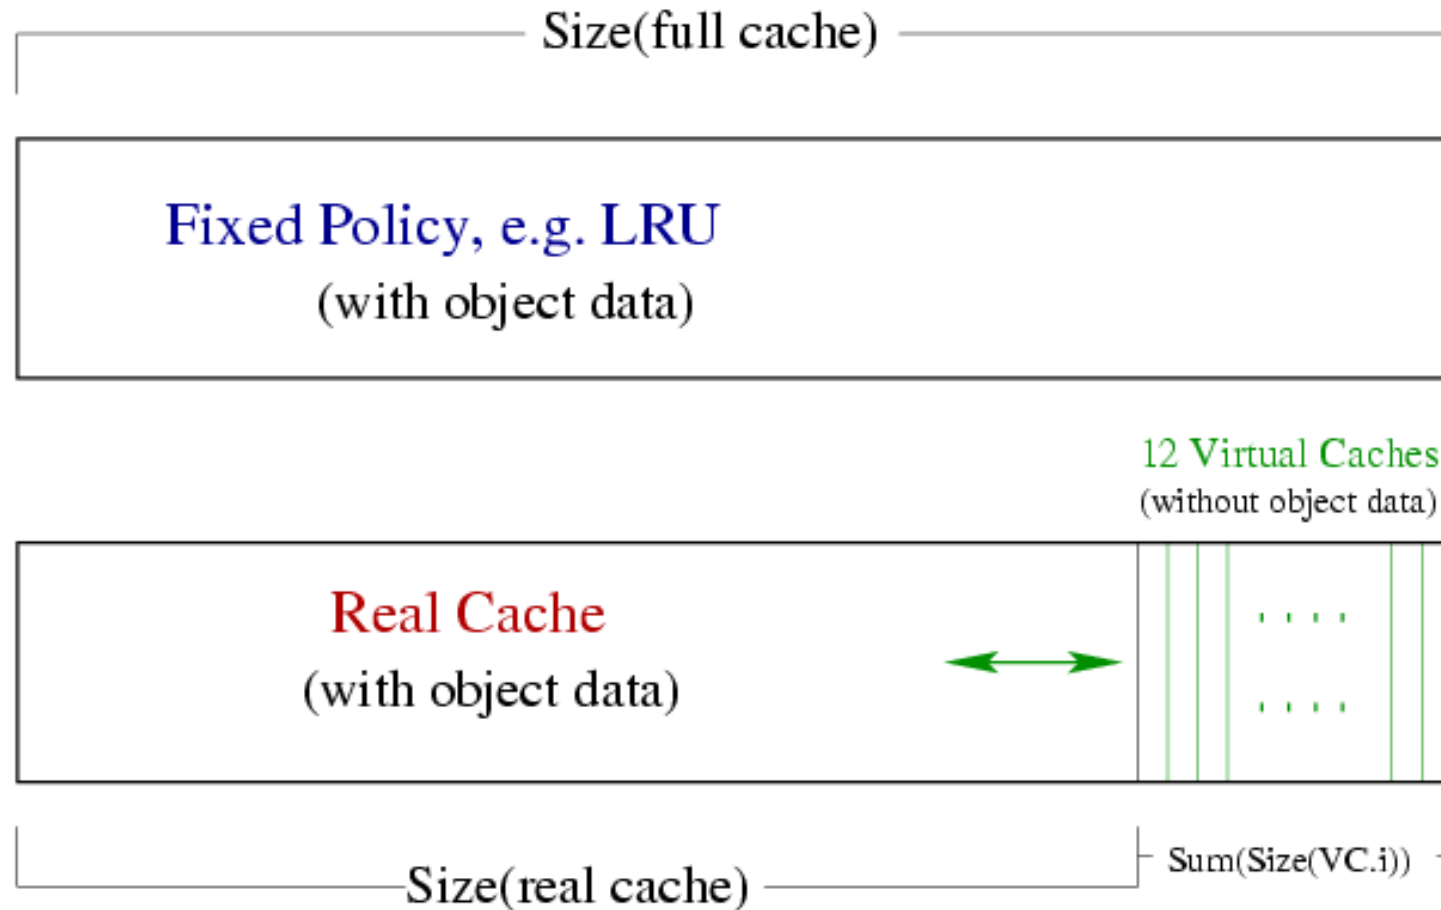 Size(full cache)
Fixed Policy, e.g. LRU
(with object data)
12 Virtual Caches
(without object data)
Real Cache
(with object data)
Sum(Size(VC.i))
Size(real cache)